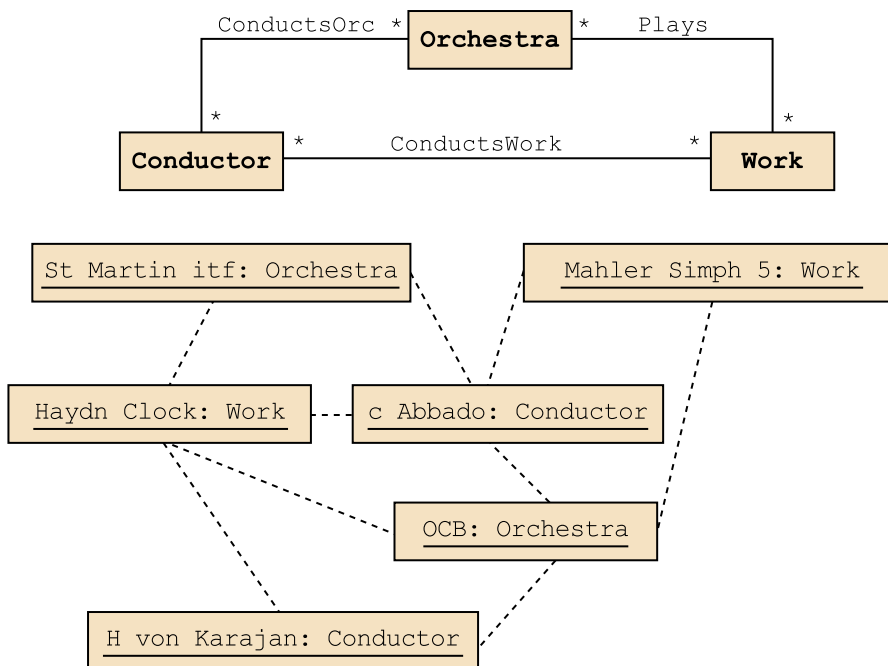 ConductsOrc * Orchestra * Plays
* *
Conductor * ConductsWork * Work
St Martin itf: Orchestra Mahler Simph 5: Work
Haydn Clock: Work c Abbado: Conductor
OCB: Orchestra
H von Karajan: Conductor